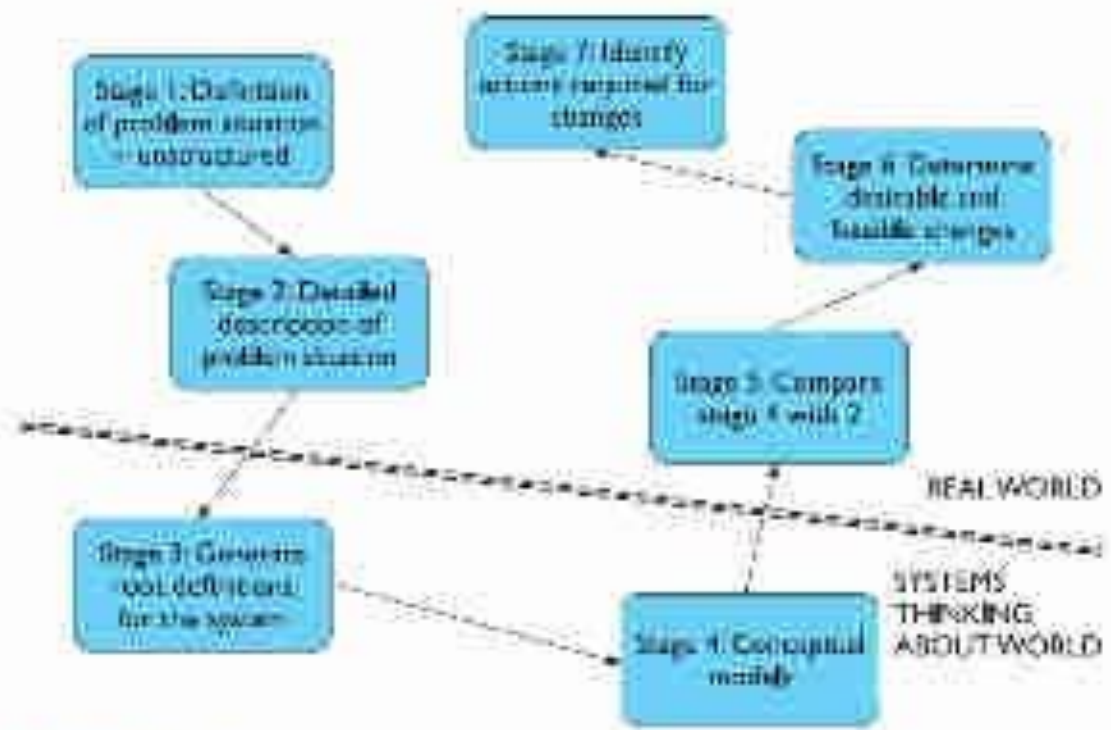 Stage 1: Definition
of problem situation
- unstructured
Stage 2: Detailed
description of
problem situation
Stage 3: Generate
root definitions
for the system
Stage 4: Conceptual
models
Stage 5: Compare
stage 4 with 2
Stage 6: Determine
desirable and
feasible changes
Stage 7: Identify
actions required for
changes
REAL WORLD
SYSTEMS
THINKING
ABOUT WORLD